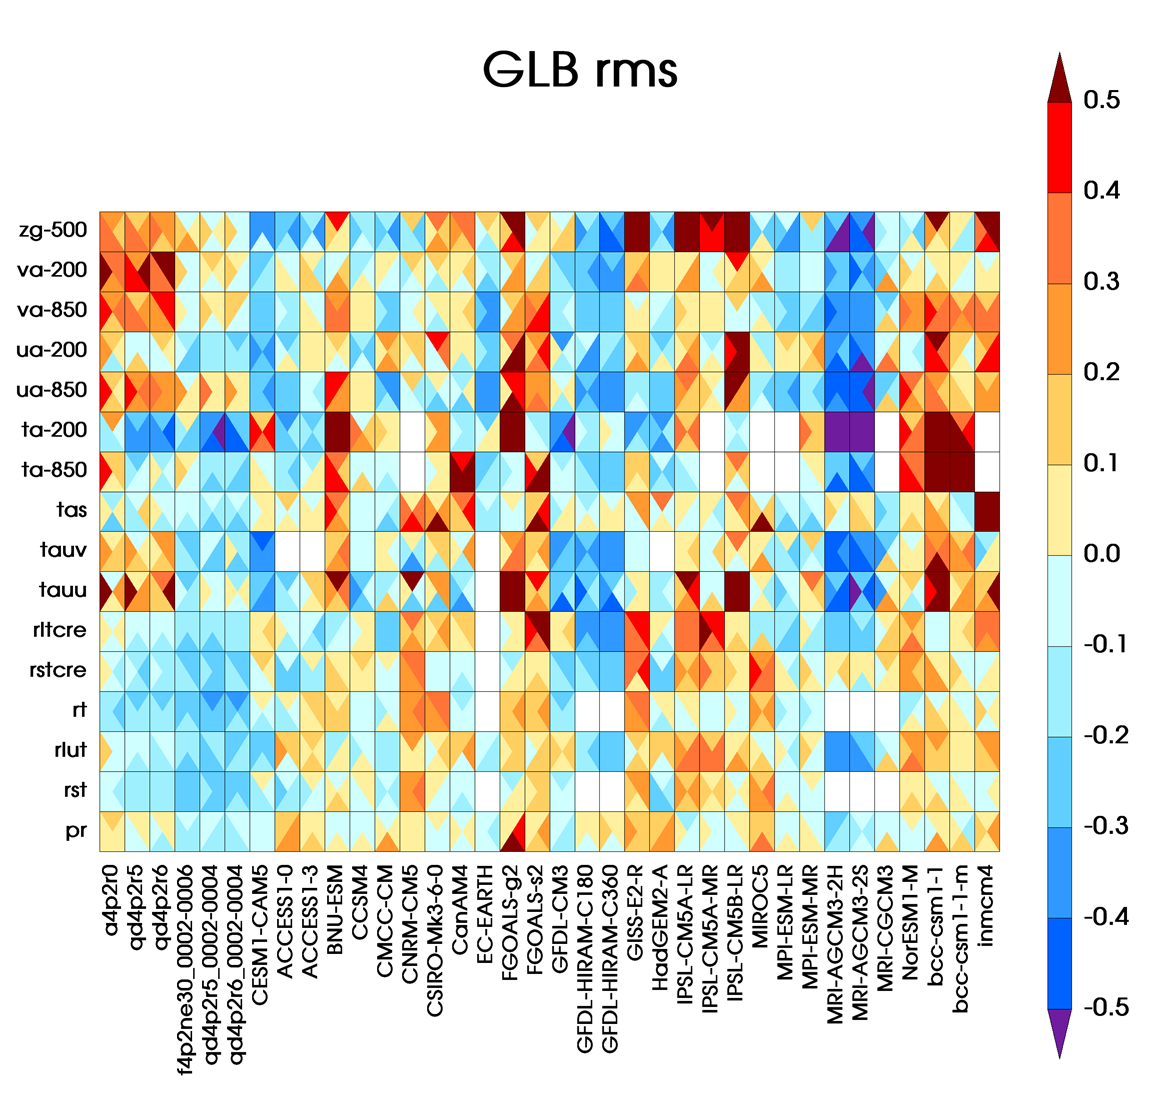 GLB rms
0.5
0.4
0.3
0.2
0.1
0.0
-0.1
-0.2
-0.3
-0.4
-0.5
zg-500
va-200
va-850
ua-200
ua-850
ta-200
ta-850
tas
tauv
tauu
rltcre
rstcre
rt
rlut
rst
pr
a4p2r0
qd4p2r5
qd4p2r6
f4p2ne30_0002-0006
qd4p2r5_0002-0004
qd4p2r6_0002-0004
CESM1-CAM5
ACCESS1-0
ACCESS1-3
BNU-ESM
CCSM4
CMCC-CM
CNRM-CM5
CSIRO-Mk3-6-0
CanAM4
EC-EARTH
FGOALS-g2
FGOALS-s2
GFDL-CM3
GFDL-HIRAM-C180
GFDL-HIRAM-C360
GISS-E2-R
HadGEM2-A
IPSL-CM5A-LR
IPSL-CM5A-MR
IPSL-CM5B-LR
MIROC5
MPI-ESM-LR
MPI-ESM-MR
MRI-AGCM3-2H
MRI-AGCM3-2S
MRI-CGCM3
NorESM1-M
bcc-csm1-1
bcc-csm1-1-m
inmcm4